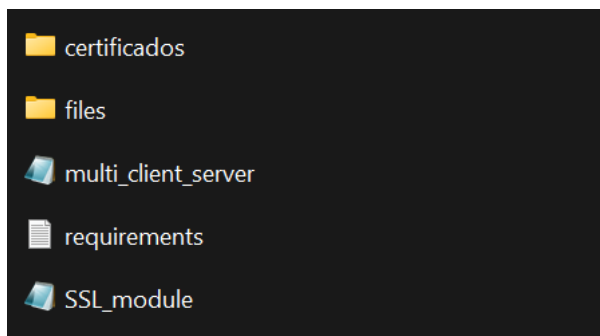 certificados
files
multi_client_server
requirements
SSL_module